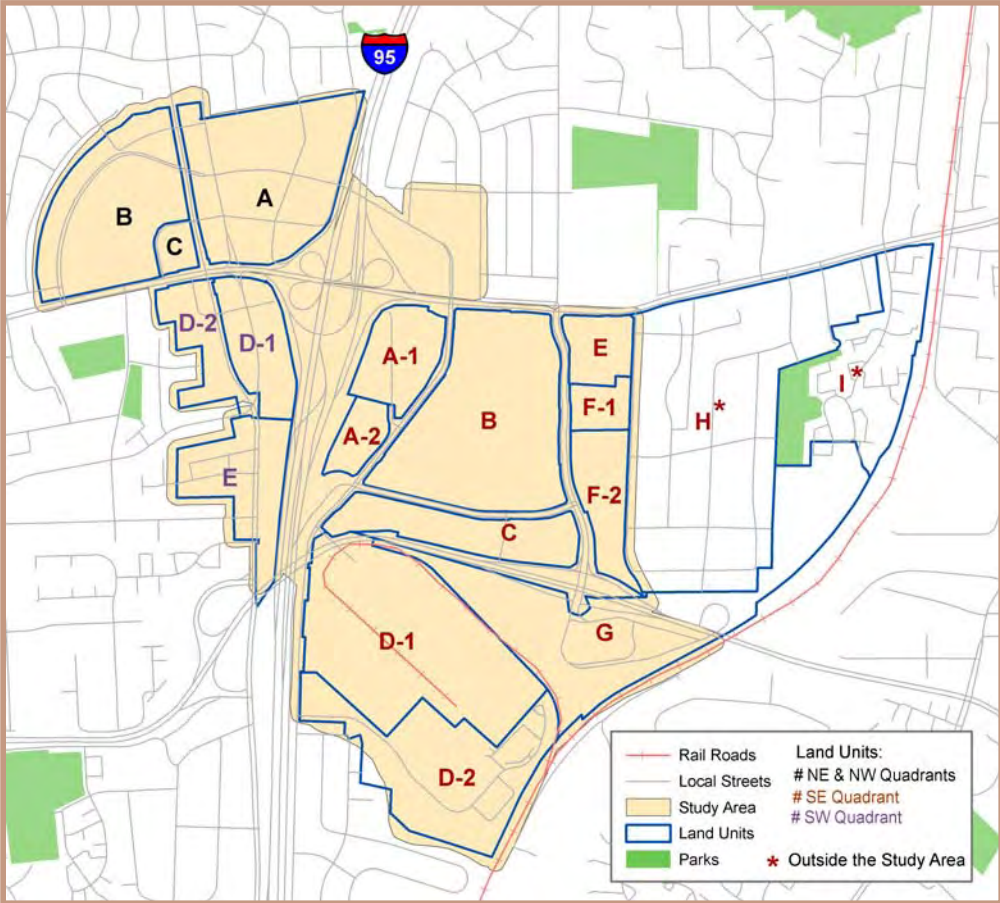 95
A
B
C
D-2
D-1
E
A-1
A-2
B
E
F-1
F-2
H*
I*
C
D-1
G
D-2
Rail Roads
Local Streets
Study Area
Land Units
Parks
Land Units:
# NE & NW Quadrants
# SE Quadrant
# SW Quadrant
* Outside the Study Area